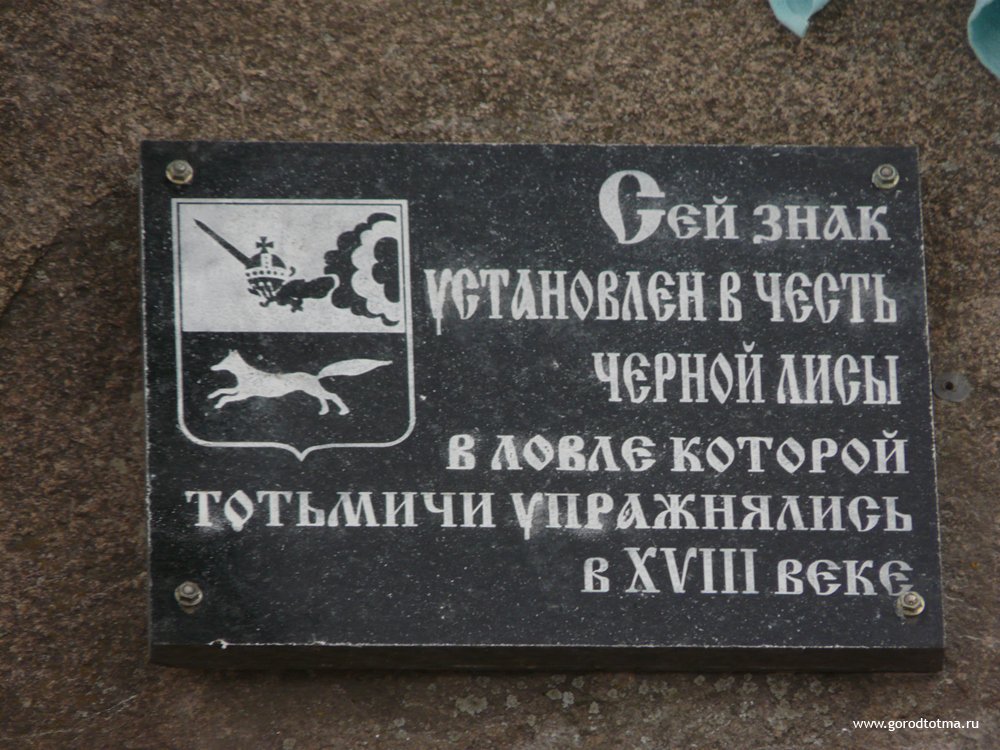 Сей знак
установлен в честь
черной лисы
в ловле которой
тотьмичи упражнялись
в XVIII веке
www.gorodtotma.ru